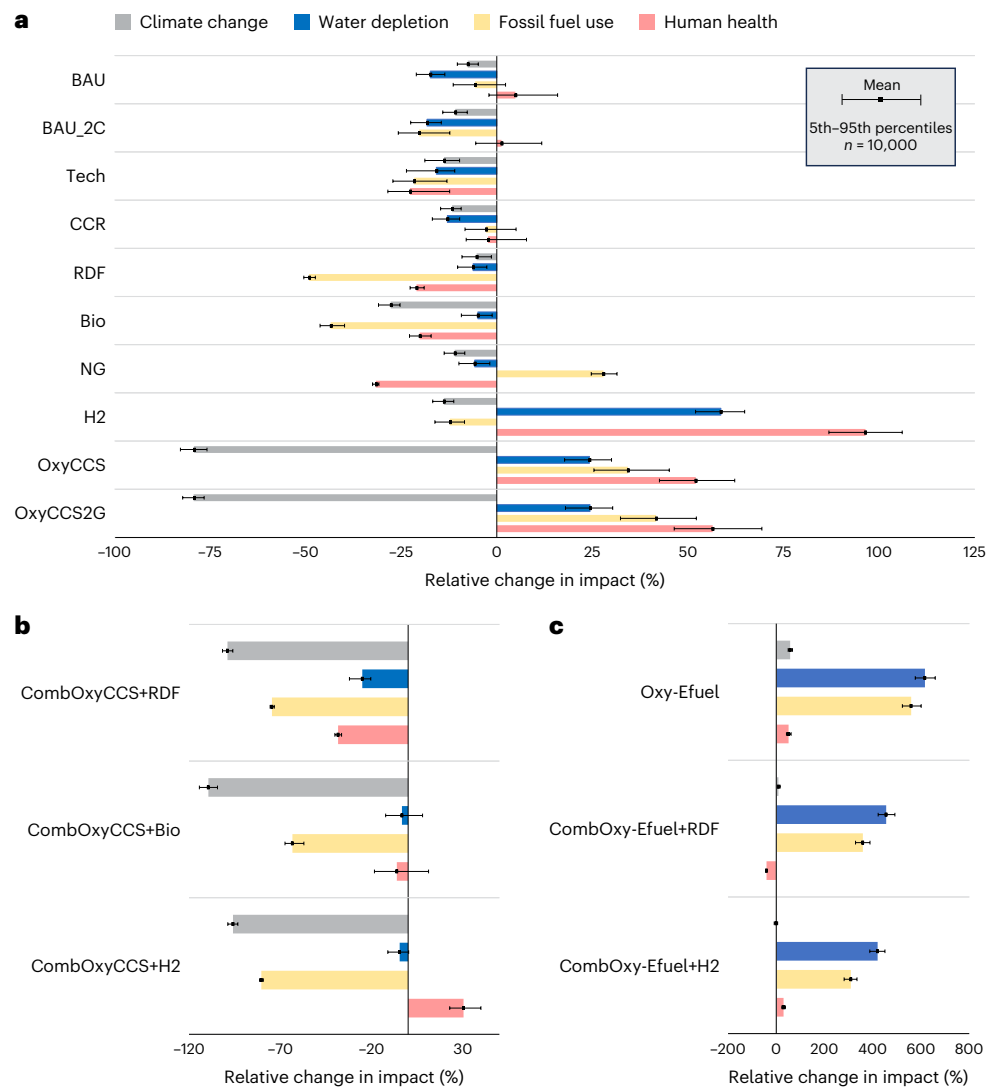 a
Climate change Water depletion Fossil fuel use Human health
BAU
BAU_2C
Tech
CCR
RDF
Bio
NG
H2
OxyCCS
OxyCCS2G
Mean
5th–95th percentiles
n = 10,000
−100 −75 −50 −25 0 25 50 75 100 125
Relative change in impact (%)
b
CombOxyCCS+RDF
CombOxyCCS+Bio
CombOxyCCS+H2
−120 −70 −20 30
Relative change in impact (%)
c
Oxy-Efuel
CombOxy-Efuel+RDF
CombOxy-Efuel+H2
−200 0 200 400 600 800
Relative change in impact (%)